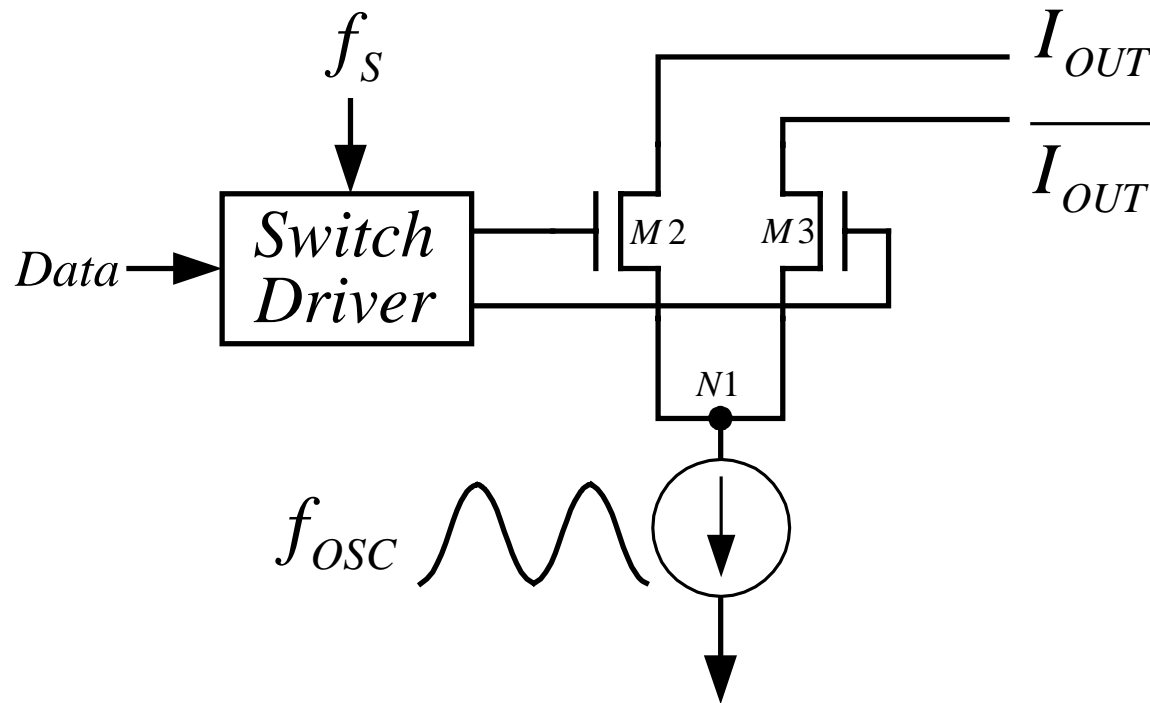 f_S
I_OUT
I_OUT
Data
Switch
Driver
M2
M3
N1
f_OSC